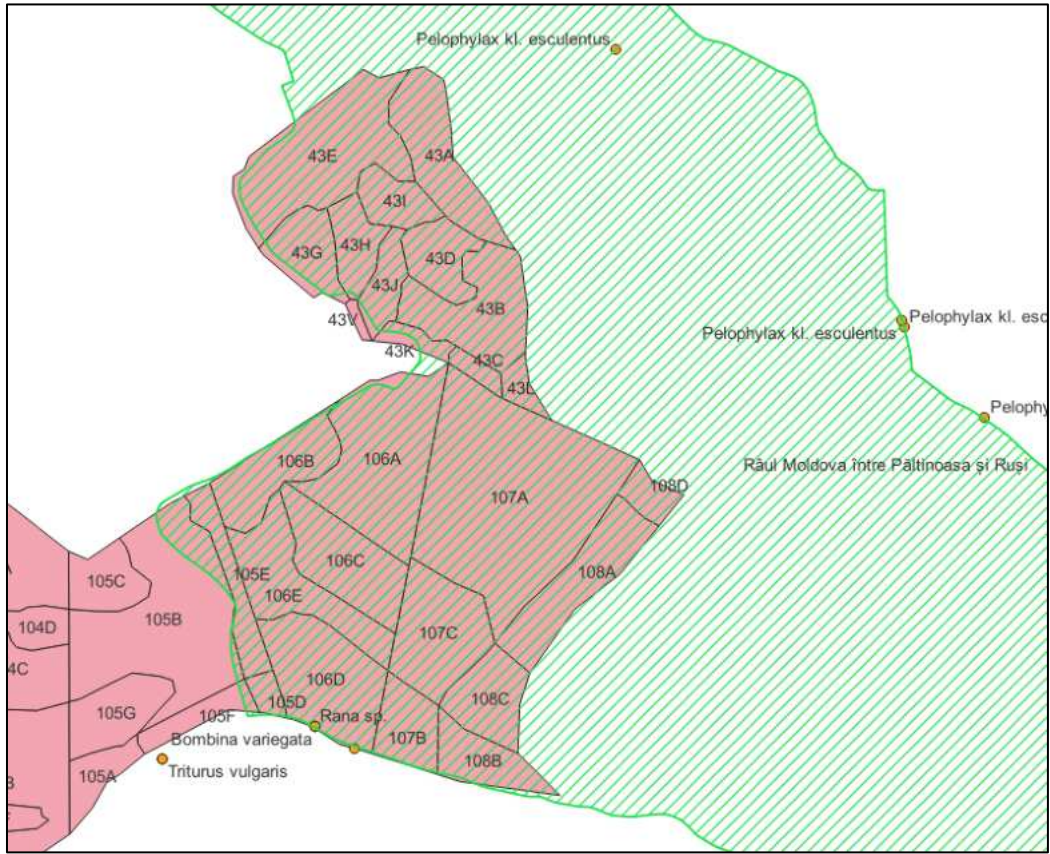 Pelophylax kl. esculentus
43E
43A
43I
43G
43H
43D
43J
43B
43V
43K
43C
43L
Pelophylax kl. esc
Pelophylax kl. esculentus
Pelophy
Râul Moldova între Păltinoasa și Ruși
106B
106A
107A
108D
105C
105E
106C
108A
106E
104D
105B
107C
4C
106D
108C
105G
105D
105F
Rana sp.
107B
Bombina variegata
108B
105A
Triturus vulgaris